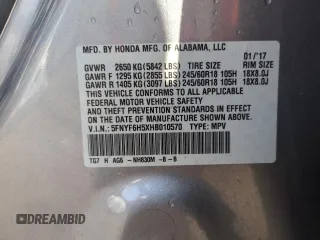 MFD. BY HONDA MFG. OF ALABAMA, LLC
01/'17
GVWR 2650 KG (5842 LBS) TIRE SIZE RIM SIZE
GAWR F 1295 KG (2855 LBS) 245/60R18 105H 18X8.0J
GAWR R 1405 KG (3097 LBS) 245/60R18 105H 18X8.0J
THIS VEHICLE CONFORMS TO ALL APPLICABLE
FEDERAL MOTOR VEHICLE SAFETY, BUMPER,
AND THEFT PREVENTION STANDARDS IN EFFECT ON
THE DATE OF MANUFACTURE SHOWN ABOVE.
V.I.N.: 5FNYF6H5XHB010570 TYPE: MPV
TG7 H AG6 -NH830M -B -B